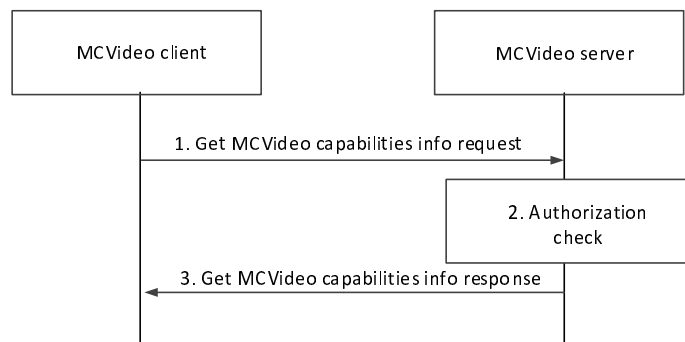 MCVideo client
MCVideo server
1. Get MCVideo capabilities info request
2. Authorization
check
3. Get MCVideo capabilities info response